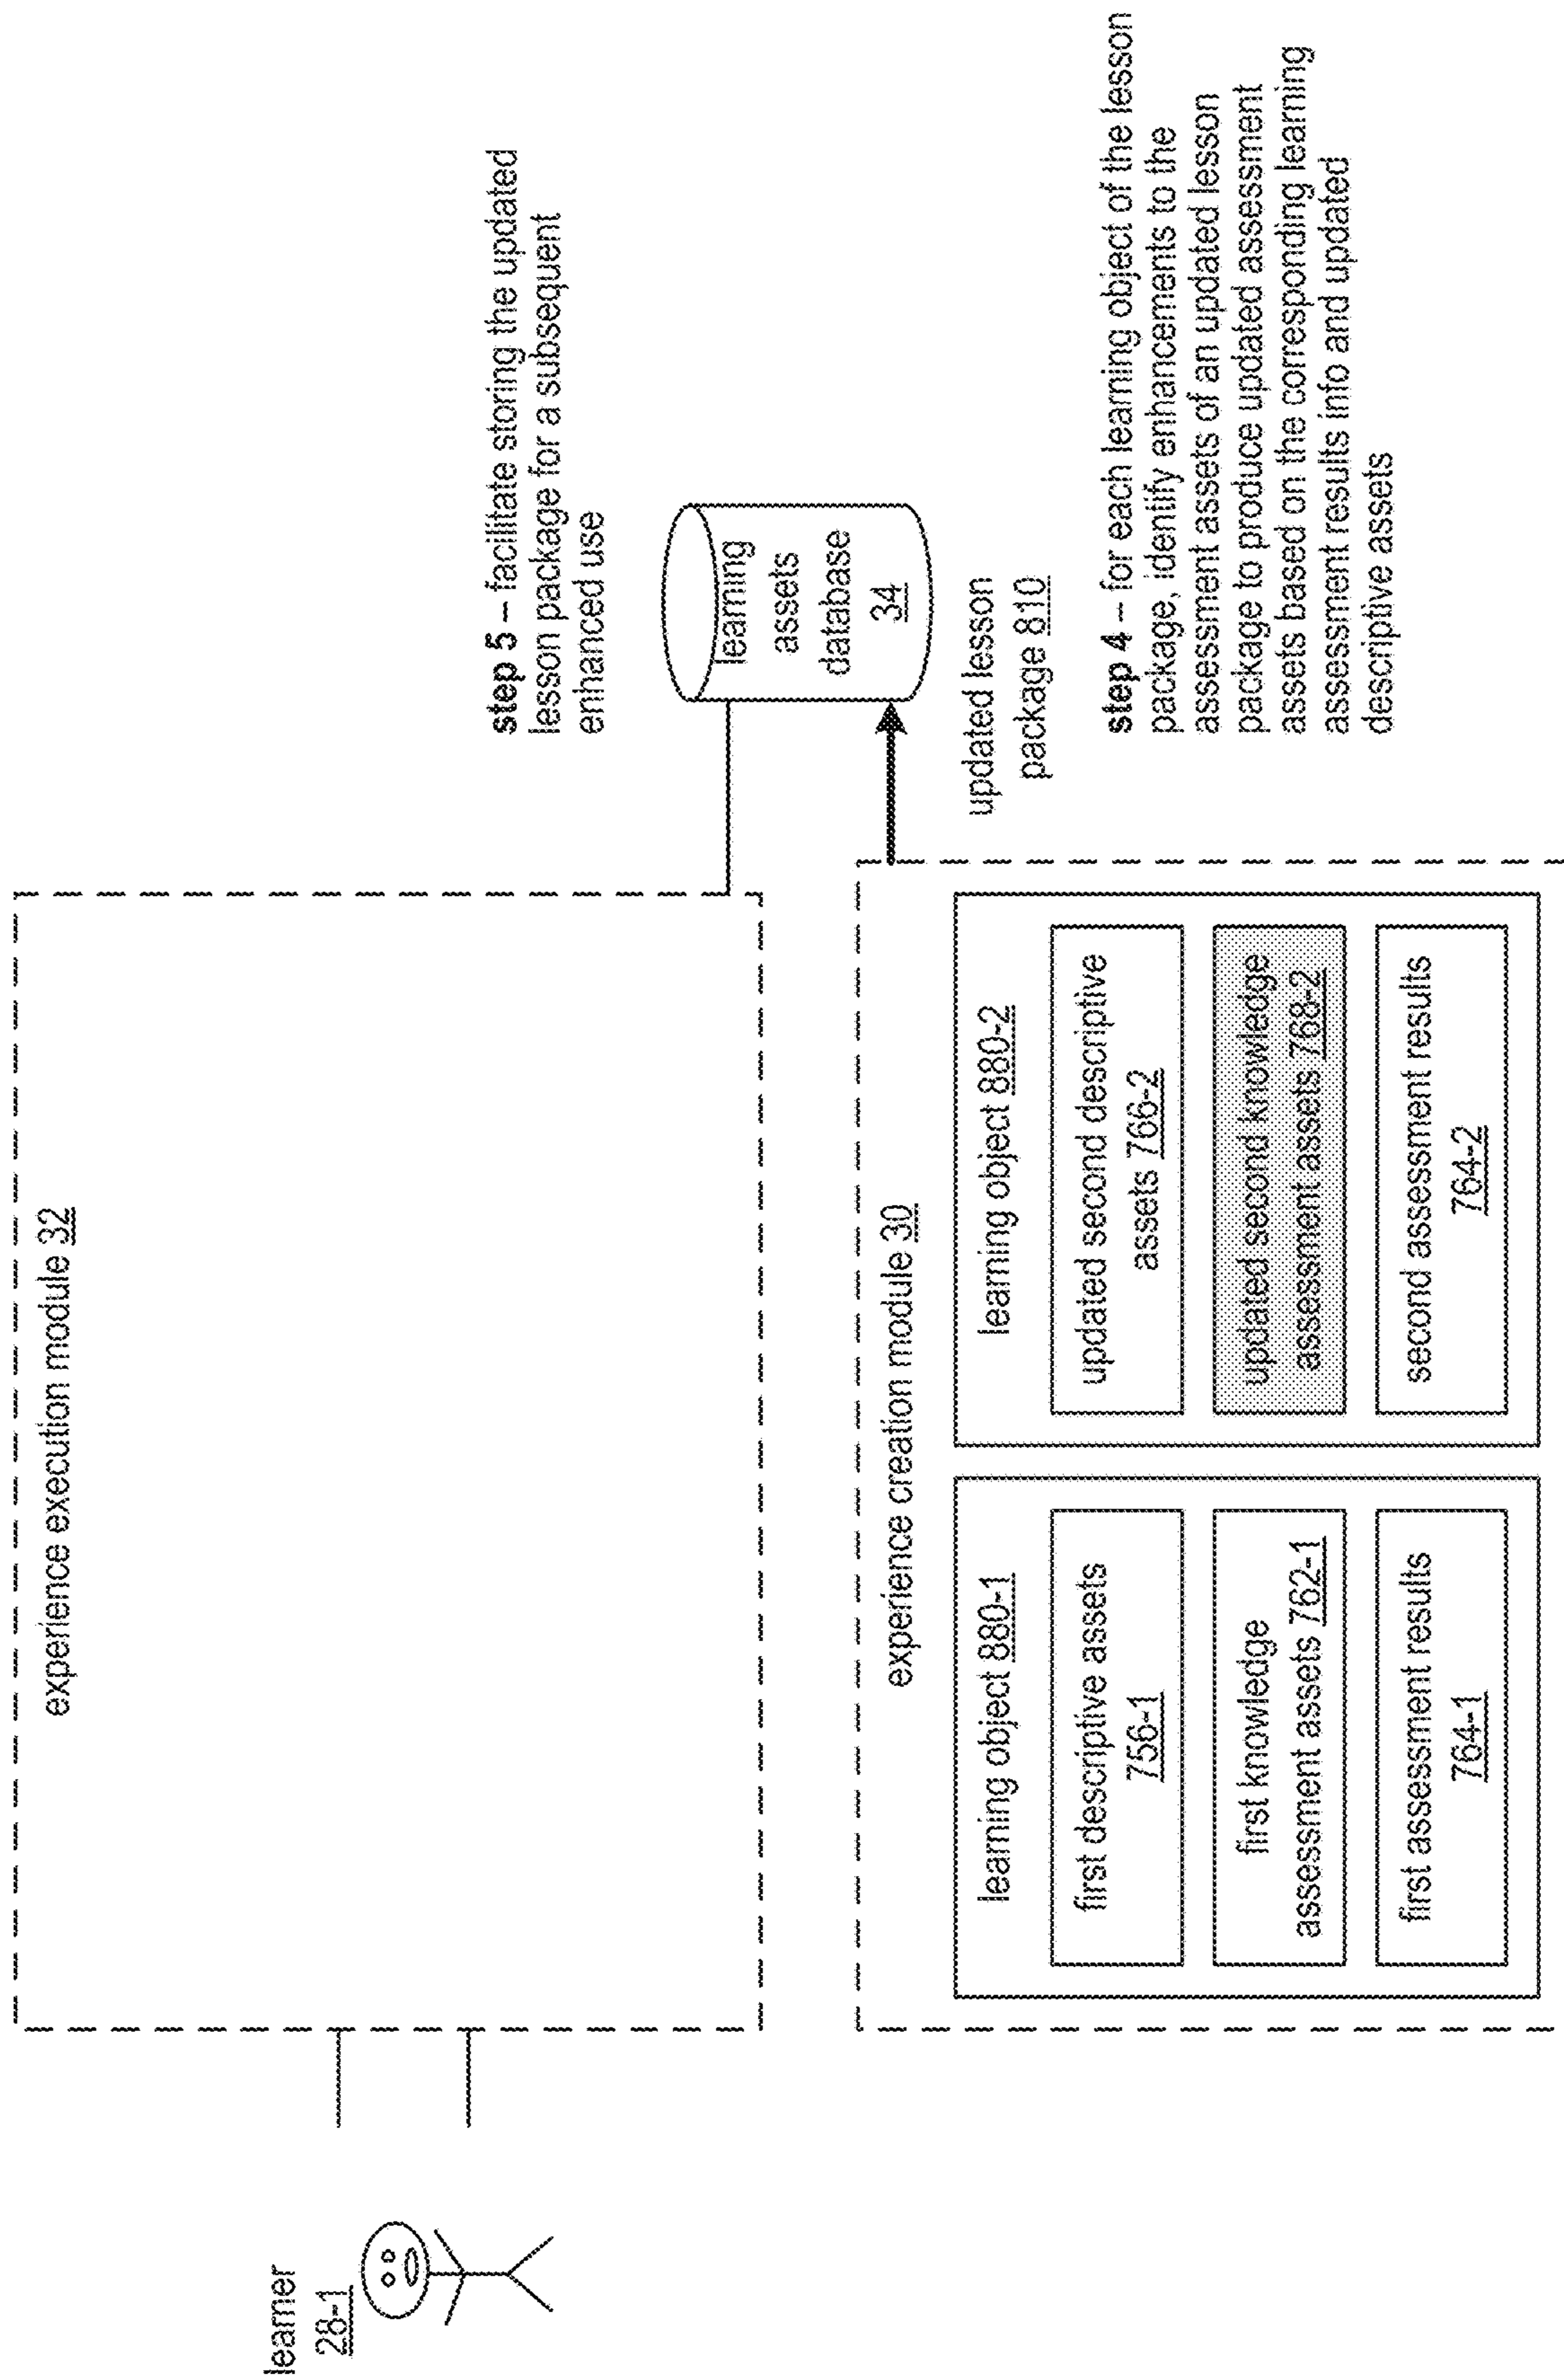 learner
28-1
experience execution module 32
step 5 – facilitate storing the updated
lesson package for a subsequent
enhanced use
learning
assets
database
34
experience creation module 30
learning object 880-1
first descriptive assets
756-1
first knowledge
assessment assets 762-1
first assessment results
764-1
learning object 880-2
updated second descriptive
assets 766-2
updated second knowledge
assessment assets 768-2
second assessment results
764-2
updated lesson
package 810
step 4 – for each learning object of the lesson
package, identify enhancements to the
assessment assets of an updated lesson
package to produce updated assessment
assets based on the corresponding learning
assessment results info and updated
descriptive assets